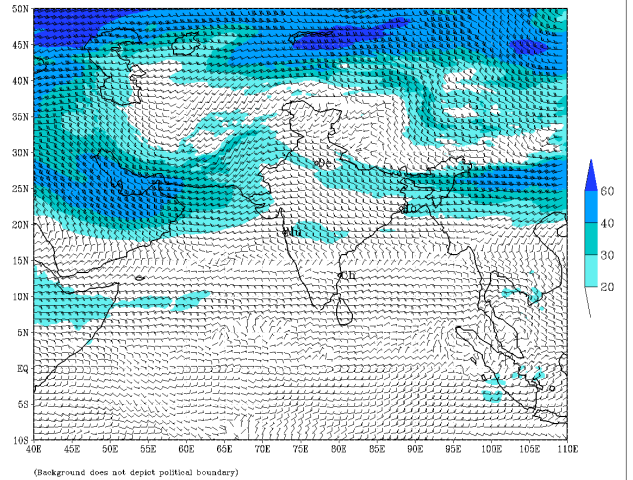 50N
45N
40N
35N
30N
25N
20N
15N
10N
5N
EQ
5S
10S
40E 45E 50E 55E 60E 65E 70E 75E 80E 85E 90E 95E 100E 105E 110E
60
40
30
20
Mu
Ch
(Background does not depict political boundary)